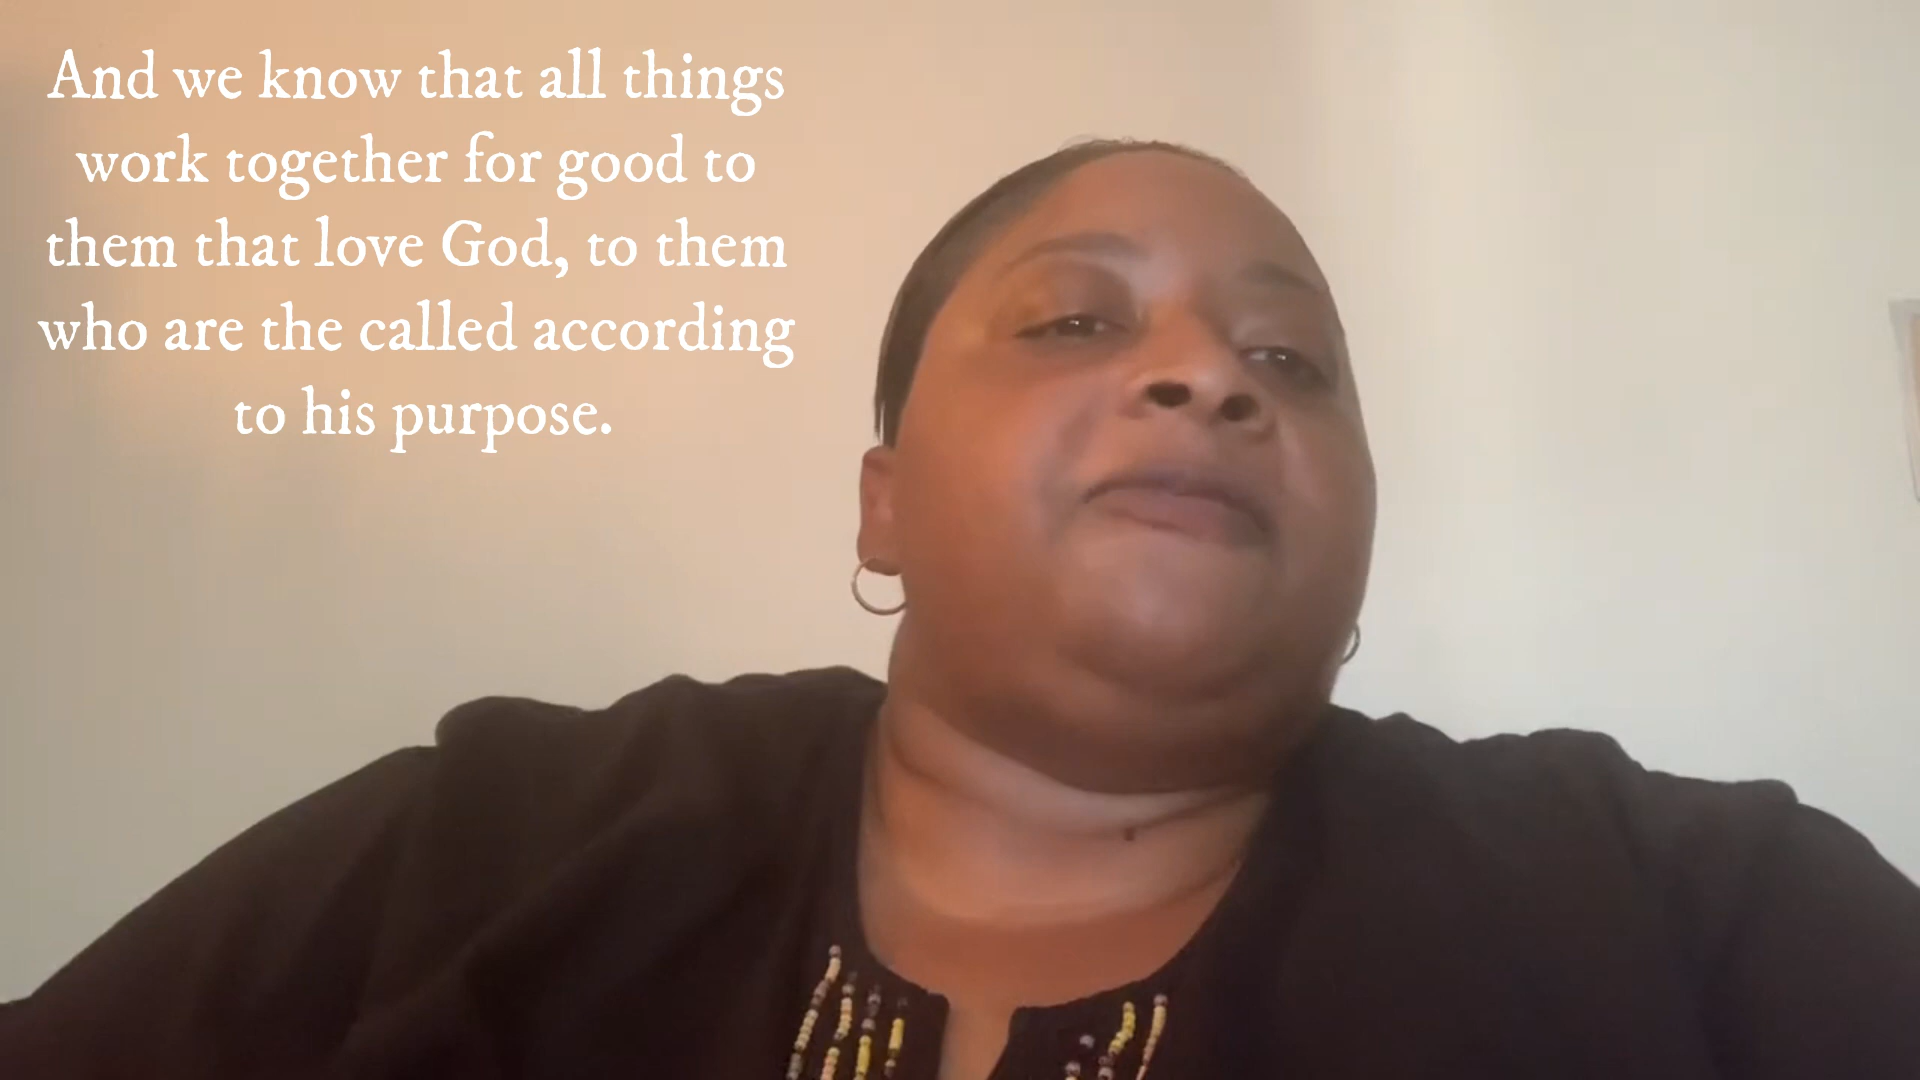 And we know that all things
work together for good to
them that love God, to them
who are the called according
to his purpose.